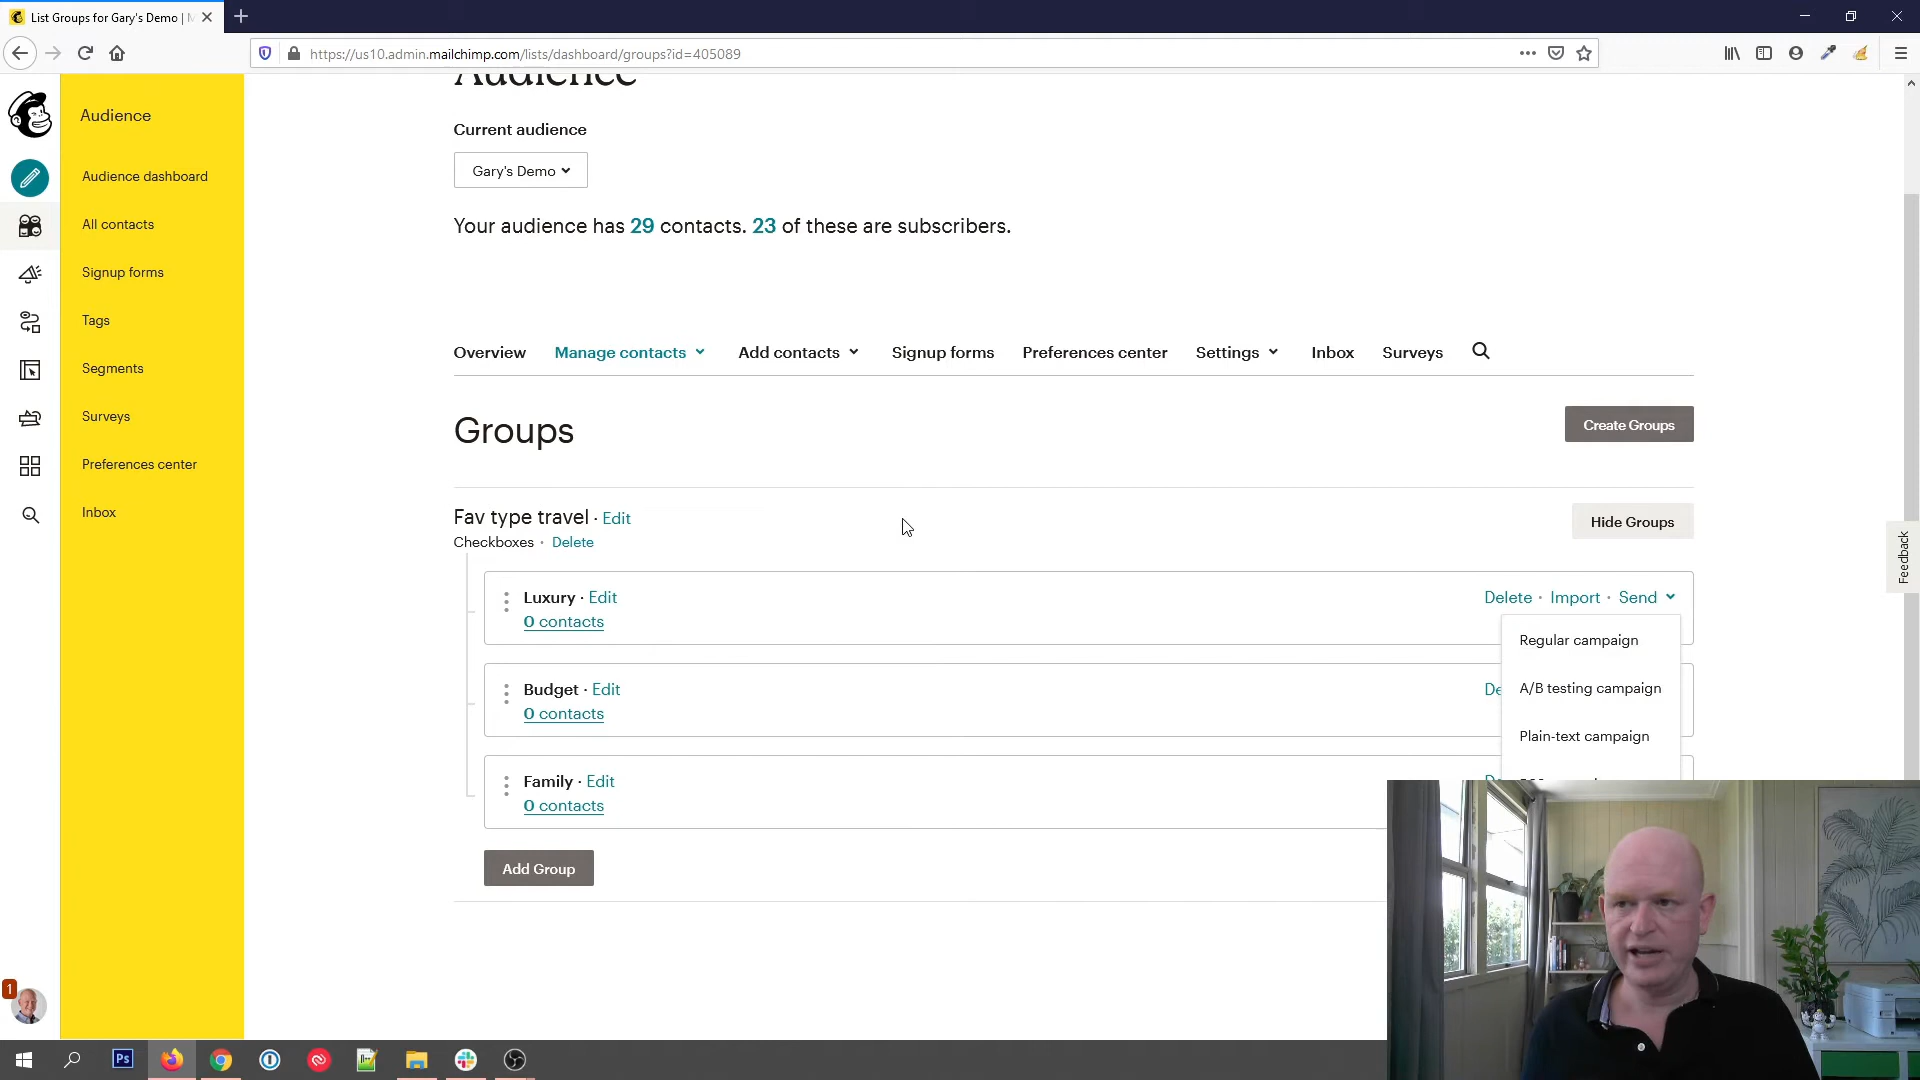 List Groups for Gary's Demo | M
https://us10.admin.mailchimp.com/lists/dashboard/groups?id=405089
Audience
Audience dashboard
All contacts
Signup forms
Tags
Segments
Surveys
Preferences center
Inbox
1
Audience
Current audience
Gary's Demo
Your audience has 29 contacts. 23 of these are subscribers.
Overview Manage contacts Add contacts Signup forms Preferences center Settings Inbox Surveys
Groups
Create Groups
Fav type travel · Edit
Checkboxes · Delete
Hide Groups
Luxury · Edit
0 contacts
Delete · Import · Send
Regular campaign
A/B testing campaign
Plain-text campaign
Budget · Edit
0 contacts
De
Family · Edit
0 contacts
Add Group
Feedback
Ps